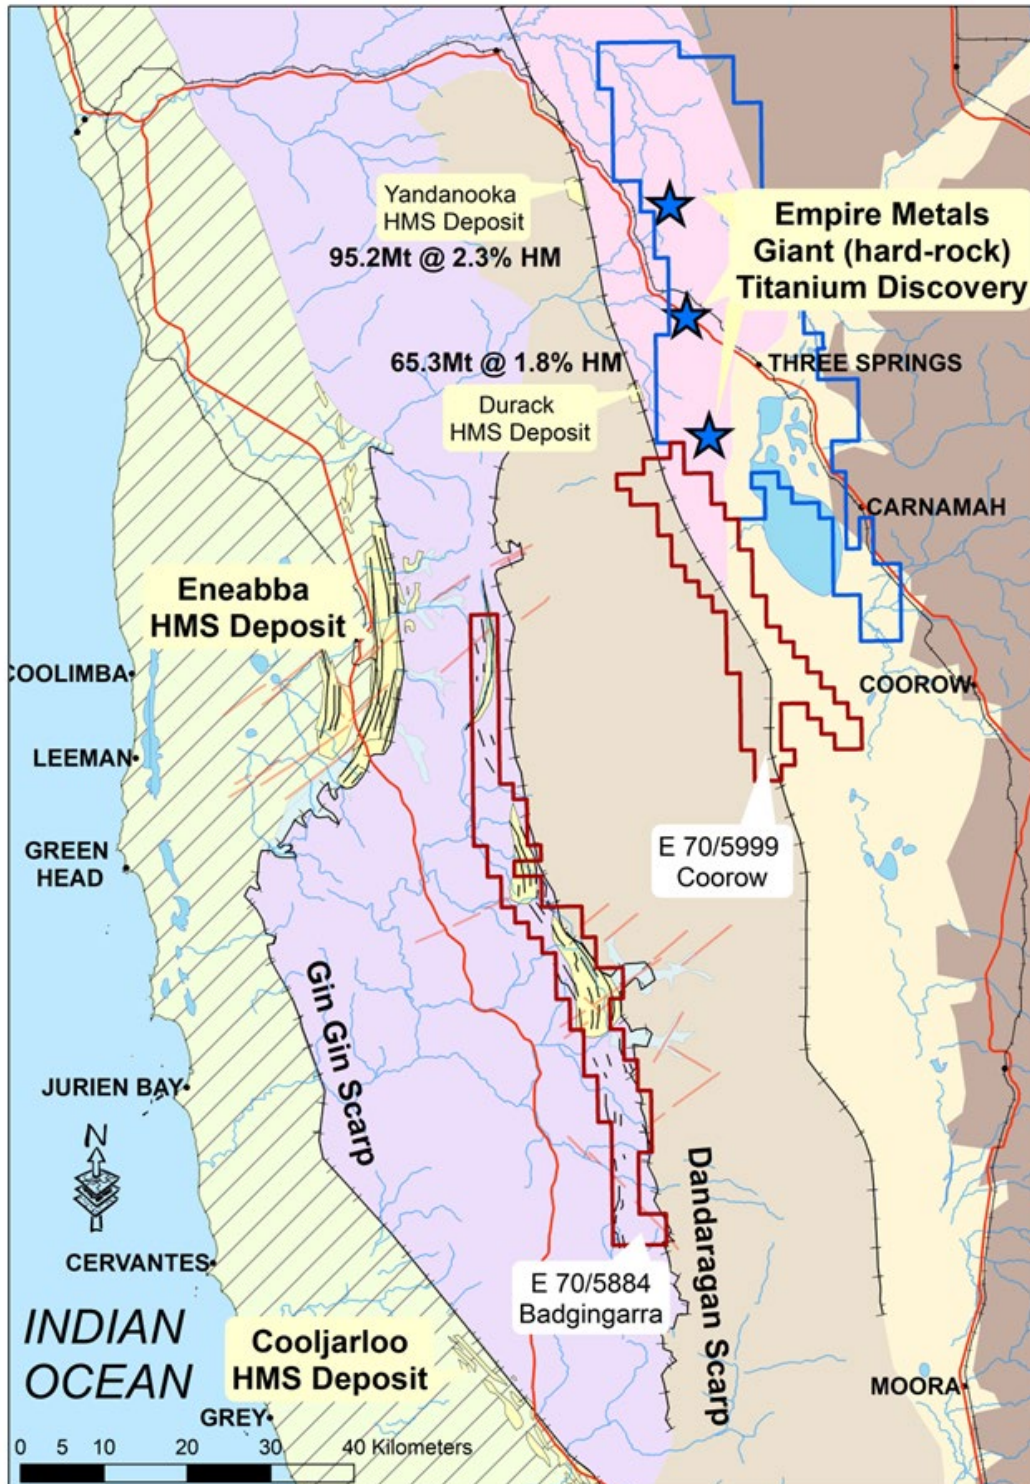 Yandanooka
HMS Deposit
95.2Mt @ 2.3% HM
Empire Metals
Giant (hard-rock)
Titanium Discovery
65.3Mt @ 1.8% HM
THREE SPRINGS
Durack
HMS Deposit
CARNAMAH
Eneabba
HMS Deposit
COOLIMBA
COOROW
LEEMAN
GREEN
HEAD
E 70/5999
Coorow
Gin Gin Scarp
JURIEN BAY
N
Dandaragan Scarp
CERVANTES
E 70/5884
Badgingarra
INDIAN
OCEAN
Cooljarloo
HMS Deposit
MOORA
GREY
0 5 10 20 30 40 Kilometers